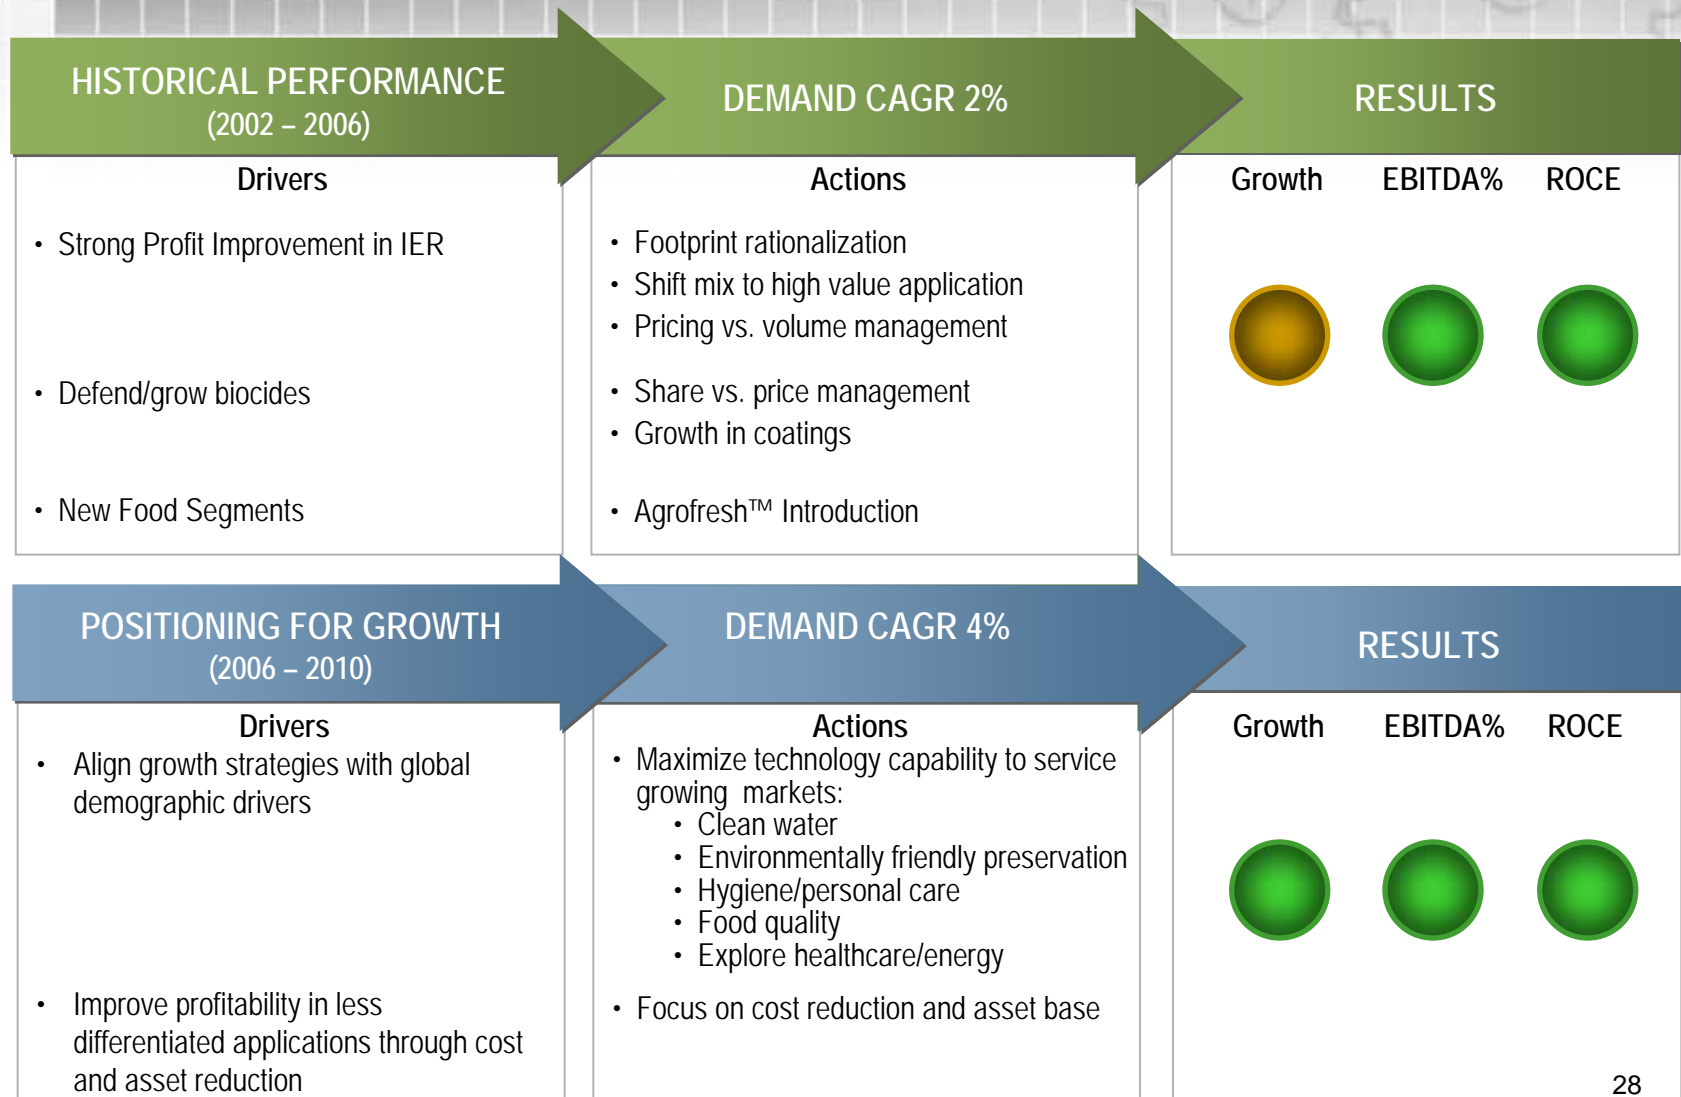 HISTORICAL PERFORMANCE
(2002 – 2006)
DEMAND CAGR 2%
RESULTS
Drivers
• Strong Profit Improvement in IER
• Defend/grow biocides
• New Food Segments
Actions
• Footprint rationalization
• Shift mix to high value application
• Pricing vs. volume management
• Share vs. price management
• Growth in coatings
• Agrofresh™ Introduction
Growth EBITDA% ROCE
POSITIONING FOR GROWTH
(2006 – 2010)
DEMAND CAGR 4%
RESULTS
Drivers
• Align growth strategies with global
demographic drivers
• Improve profitability in less
differentiated applications through cost
and asset reduction
Actions
• Maximize technology capability to service
growing markets:
• Clean water
• Environmentally friendly preservation
• Hygiene/personal care
• Food quality
• Explore healthcare/energy
• Focus on cost reduction and asset base
Growth EBITDA% ROCE
28